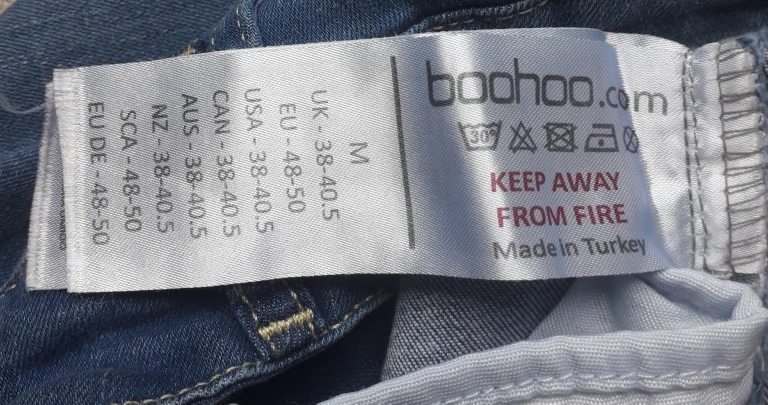 boohoo.com
30°
KEEP AWAY
FROM FIRE
Made in Turkey
M
UK - 38-40.5
EU - 48-50
USA - 38-40.5
CAN - 38-40.5
AUS - 38-40.5
NZ - 38-40.5
SCA - 48-50
EU DE - 48-50